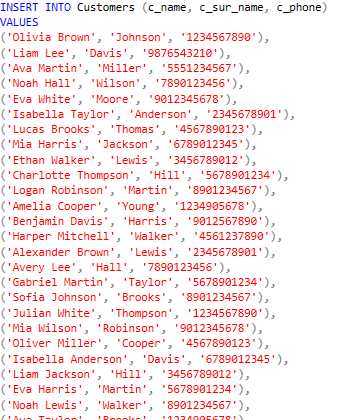 INSERT INTO Customers (c_name, c_sur_name, c_phone)
VALUES
('Olivia Brown', 'Johnson', '1234567890'),
('Liam Lee', 'Davis', '9876543210'),
('Ava Martin', 'Miller', '5551234567'),
('Noah Hall', 'Wilson', '7890123456'),
('Eva White', 'Moore', '9012345678'),
('Isabella Taylor', 'Anderson', '2345678901'),
('Lucas Brooks', 'Thomas', '4567890123'),
('Mia Harris', 'Jackson', '6789012345'),
('Ethan Walker', 'Lewis', '3456789012'),
('Charlotte Thompson', 'Hill', '5678901234'),
('Logan Robinson', 'Martin', '8901234567'),
('Amelia Cooper', 'Young', '1234905678'),
('Benjamin Davis', 'Harris', '9012567890'),
('Harper Mitchell', 'Walker', '4561237890'),
('Alexander Brown', 'Lewis', '2345678901'),
('Avery Lee', 'Hall', '7890123456'),
('Gabriel Martin', 'Taylor', '5678901234'),
('Sofia Johnson', 'Brooks', '8901234567'),
('Julian White', 'Thompson', '1234567890'),
('Mia Wilson', 'Robinson', '9012345678'),
('Oliver Miller', 'Cooper', '4567890123'),
('Isabella Anderson', 'Davis', '6789012345'),
('Liam Jackson', 'Hill', '3456789012'),
('Eva Harris', 'Martin', '5678901234'),
('Noah Lewis', 'Walker', '8901234567'),
('Ava Taylor', 'Brooks', '1234905678'),